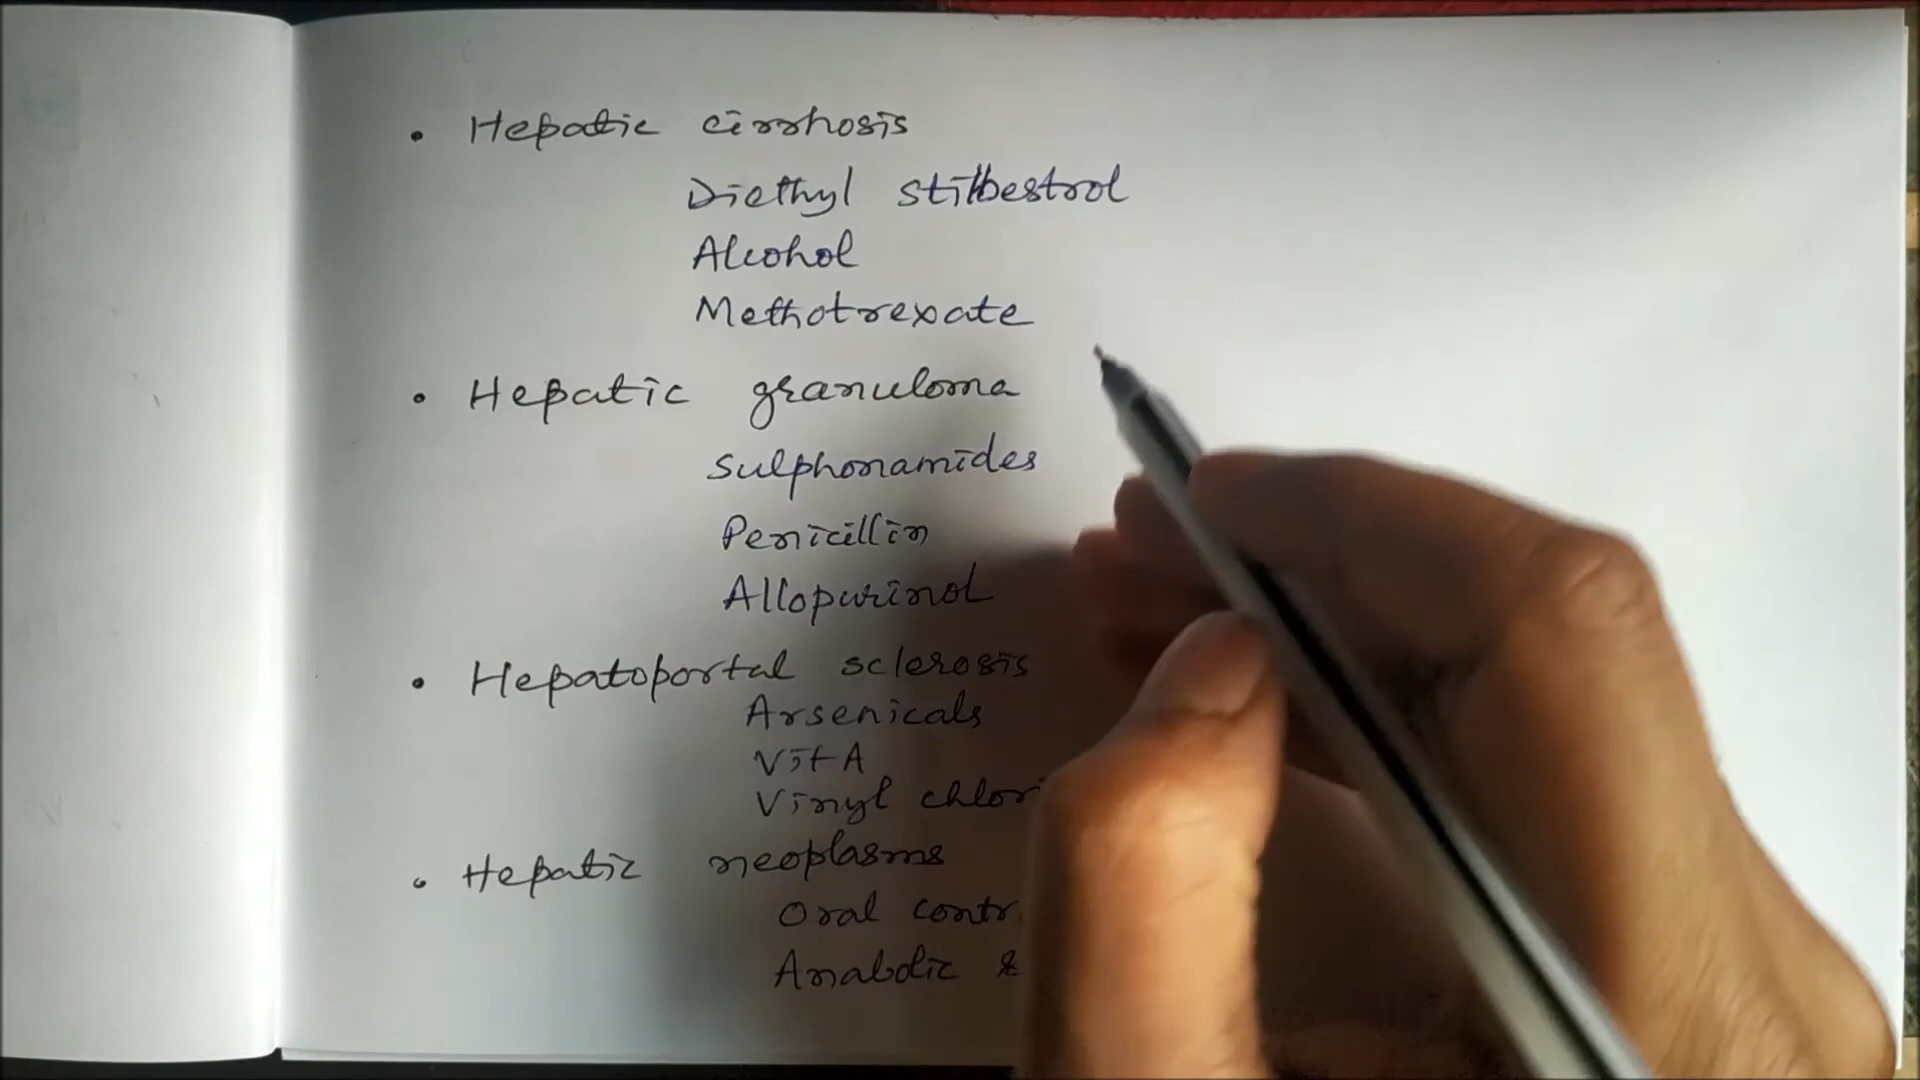 • Hepatic cirrhosis
Diethyl stilbestrol
Alcohol
Methotrexate
• Hepatic granuloma
Sulphonamides
Penicillin
Allopurinol
• Hepatoportal sclerosis
Arsenicals
Vit A
Vinyl chlori
• Hepatic neoplasms
Oral contr
Anabolic s